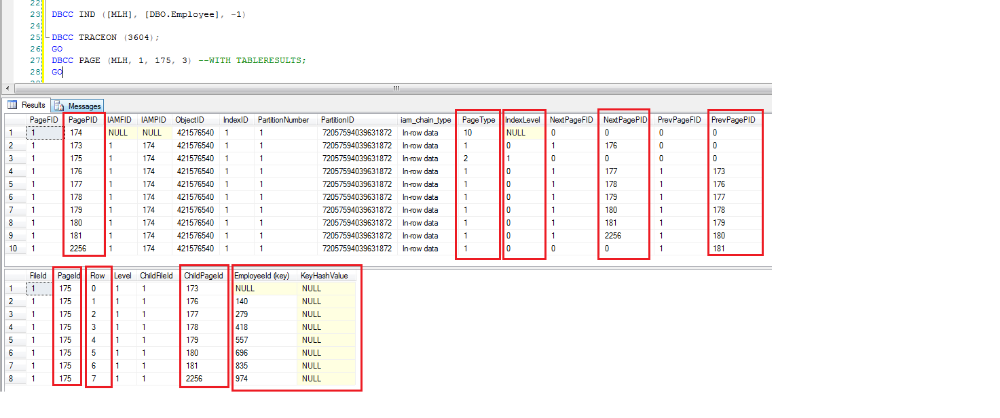 22
23 DBCC IND ([MLH], [DBO.Employee], -1)
24
25 DBCC TRACEON (3604);
26 GO
27 DBCC PAGE (MLH, 1, 175, 3) --WITH TABLERESULTS;
28 GO
Results Messages
PageFID PagePID IAMFID IAMPID ObjectID IndexID PartitionNumber PartitionID iam_chain_type PageType IndexLevel NextPageFID NextPagePID PrevPageFID PrevPagePID
1 1 174 NULL NULL 421576540 1 1 72057594039631872 In-row data 10 NULL 0 0 0 0
2 1 173 1 174 421576540 1 1 72057594039631872 In-row data 1 0 1 176 0 0
3 1 175 1 174 421576540 1 1 72057594039631872 In-row data 2 1 0 0 0 0
4 1 176 1 174 421576540 1 1 72057594039631872 In-row data 1 0 1 177 1 173
5 1 177 1 174 421576540 1 1 72057594039631872 In-row data 1 0 1 178 1 176
6 1 178 1 174 421576540 1 1 72057594039631872 In-row data 1 0 1 179 1 177
7 1 179 1 174 421576540 1 1 72057594039631872 In-row data 1 0 1 180 1 178
8 1 180 1 174 421576540 1 1 72057594039631872 In-row data 1 0 1 181 1 179
9 1 181 1 174 421576540 1 1 72057594039631872 In-row data 1 0 1 2256 1 180
10 1 2256 1 174 421576540 1 1 72057594039631872 In-row data 1 0 0 0 1 181
FileId PageId Row Level ChildFileId ChildPageId EmployeeId (key) KeyHashValue
1 1 175 0 1 1 173 NULL NULL
2 1 175 1 1 1 176 140 NULL
3 1 175 2 1 1 177 279 NULL
4 1 175 3 1 1 178 418 NULL
5 1 175 4 1 1 179 557 NULL
6 1 175 5 1 1 180 696 NULL
7 1 175 6 1 1 181 835 NULL
8 1 175 7 1 1 2256 974 NULL